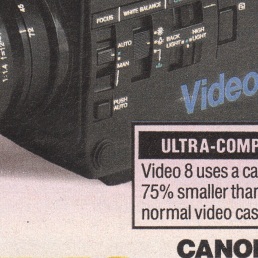 FOCUS
WHITE BALANCE
HIGH
LIGHT
AUTO
BACK
LIGHT
MAN
PUSH
AUTO
1:1.4
Video
ULTRA-COMP
Video 8 uses a ca
75% smaller than
normal video cas
CANO